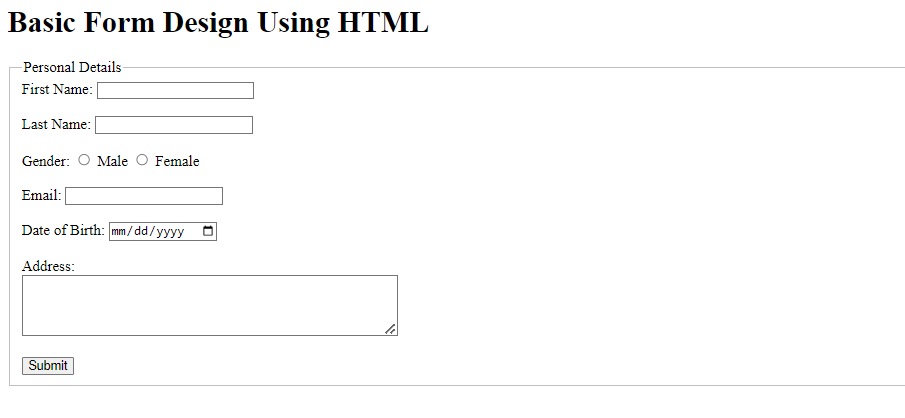 Basic Form Design Using HTML
Personal Details
First Name:
Last Name:
Gender: Male Female
Email:
Date of Birth: mm/dd/yyyy
Address:
Submit